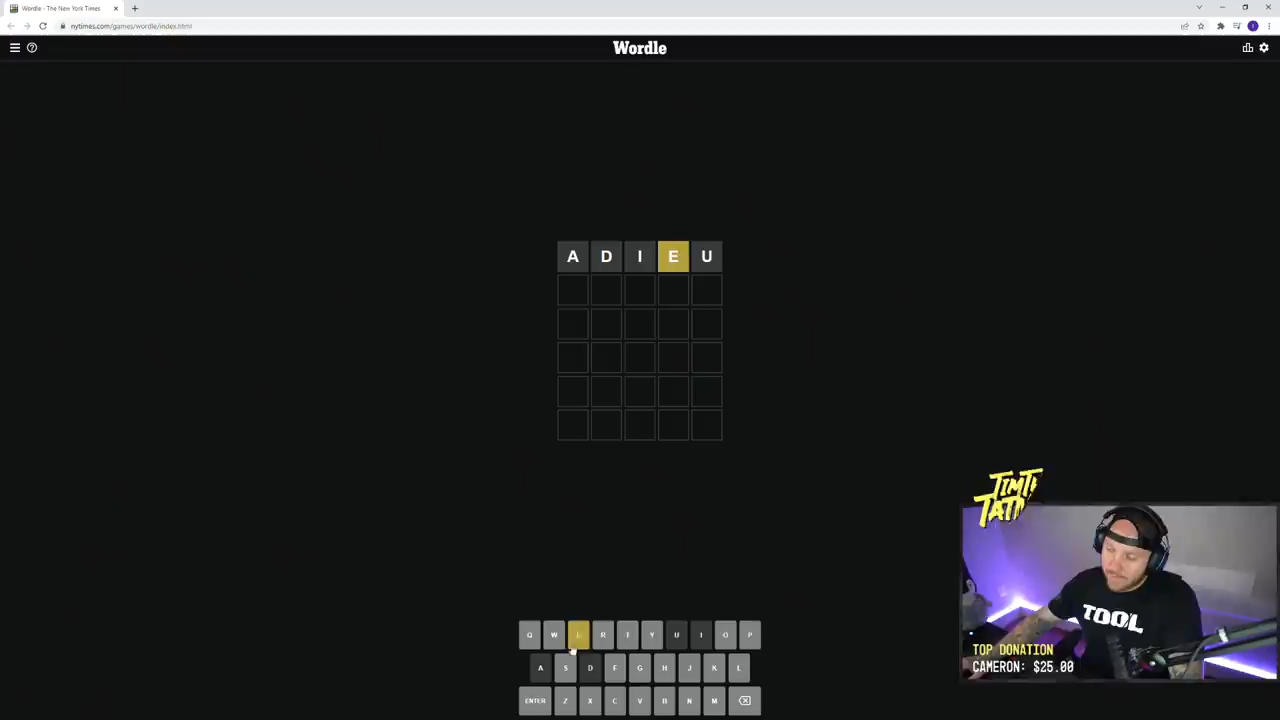 Wordle - The New York Times
nytimes.com/games/wordle/index.html
Wordle
A D I E U
Q W E R T Y U I O P
A S D F G H J K L
ENTER Z X C V B N M
TOOL
TOP DONATION
CAMERON: $25.00